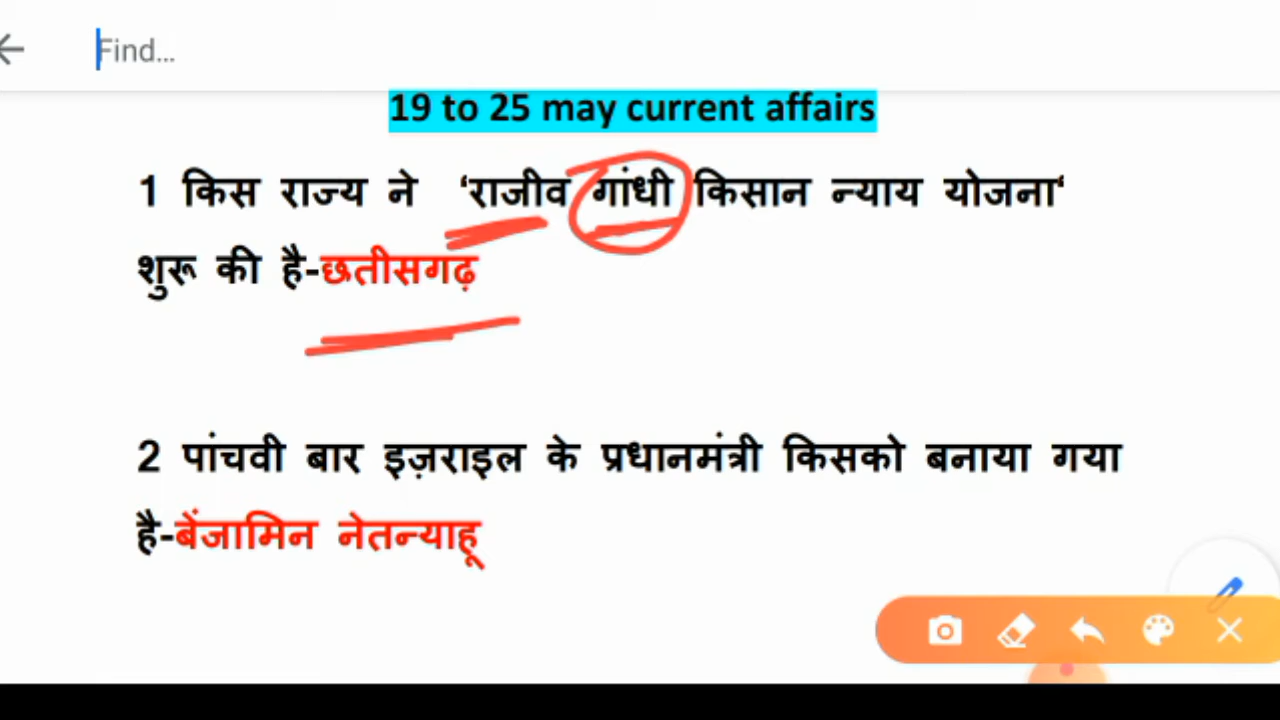 Find...
19 to 25 may current affairs
1 किस राज्य ने ‘राजीव गांधी किसान न्याय योजना‘
शुरू की है-छतीसगढ़
2 पांचवी बार इज़राइल के प्रधानमंत्री किसको बनाया गया
है-बेंजामिन नेतन्याहू